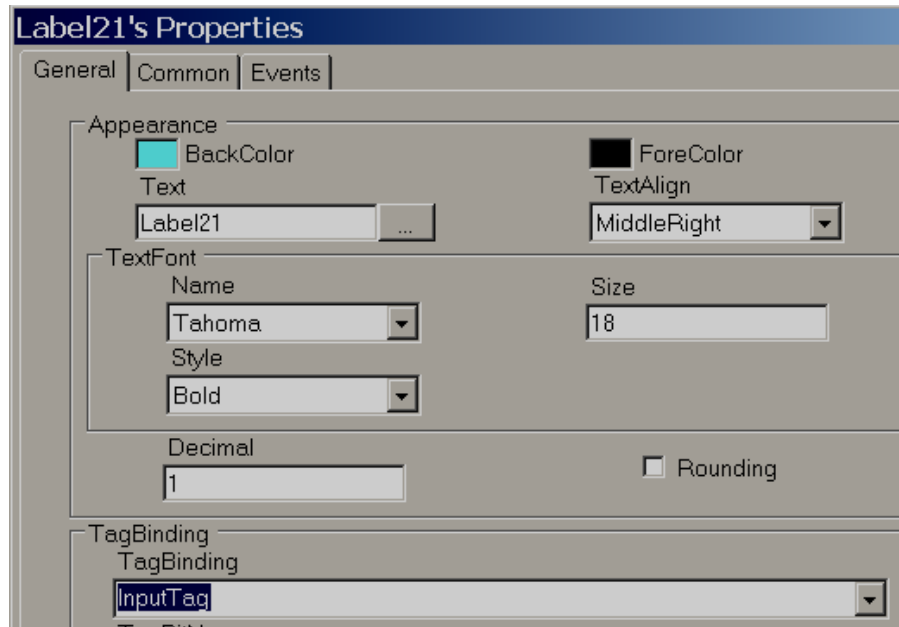 Label21's Properties
General Common Events
Appearance
BackColor ForeColor
Text TextAlign
Label21 ... MiddleRight
TextFont
Name Size
Tahoma 18
Style
Bold
Decimal
1 Rounding
TagBinding
TagBinding
InputTag